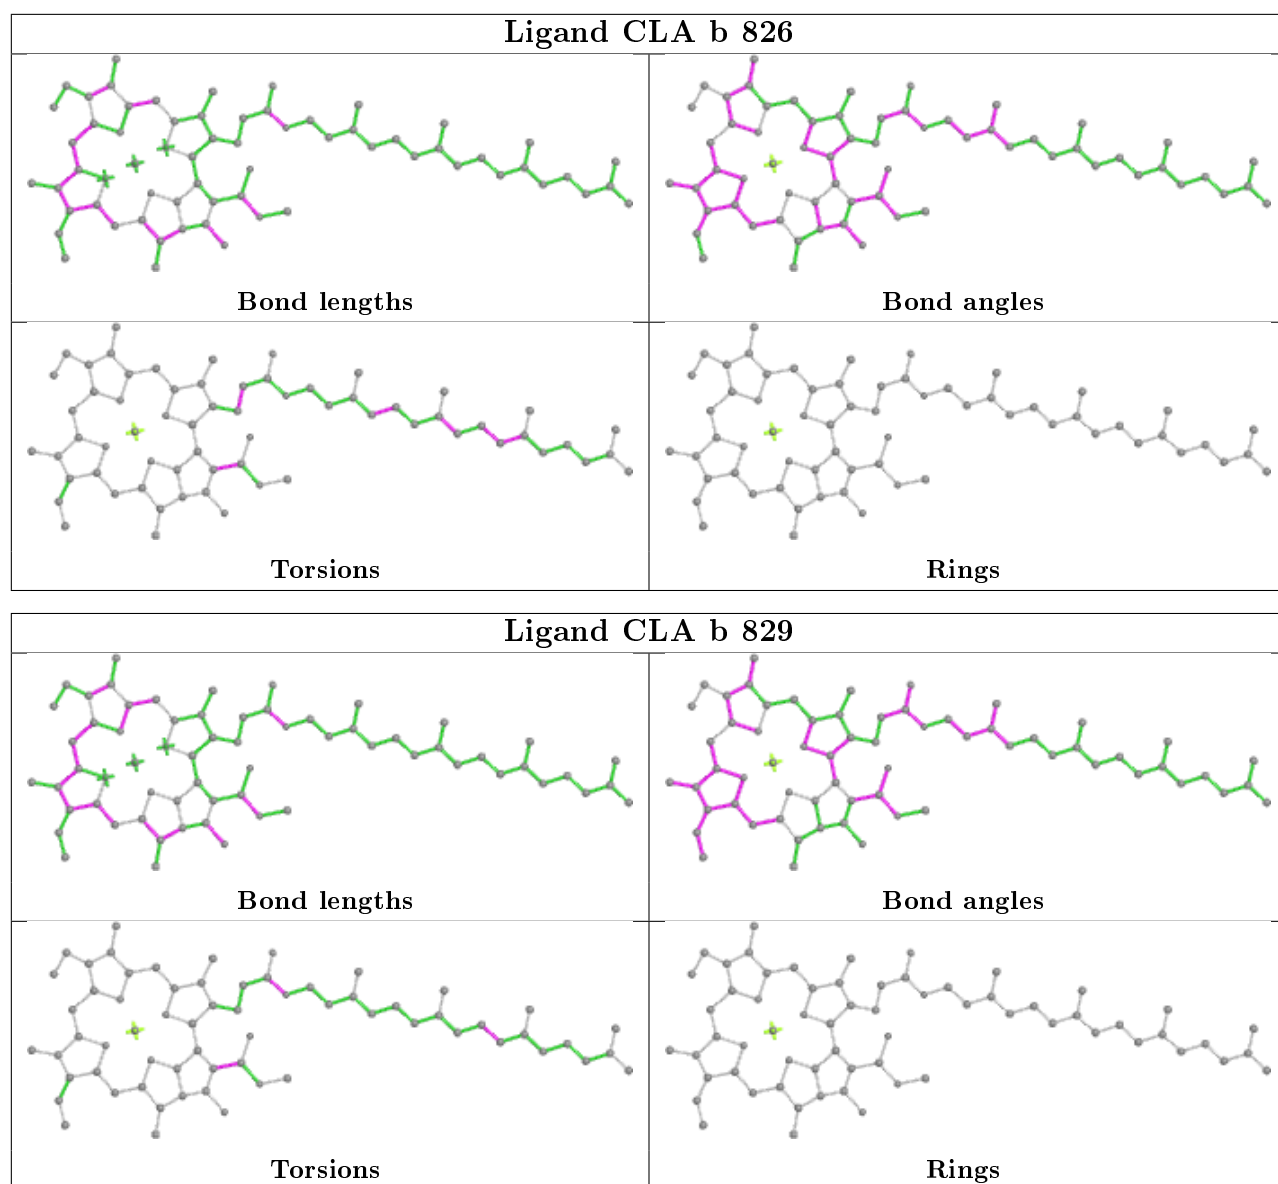 Ligand CLA b 826
Bond lengths
Bond angles
Torsions
Rings
Ligand CLA b 829
Bond lengths
Bond angles
Torsions
Rings